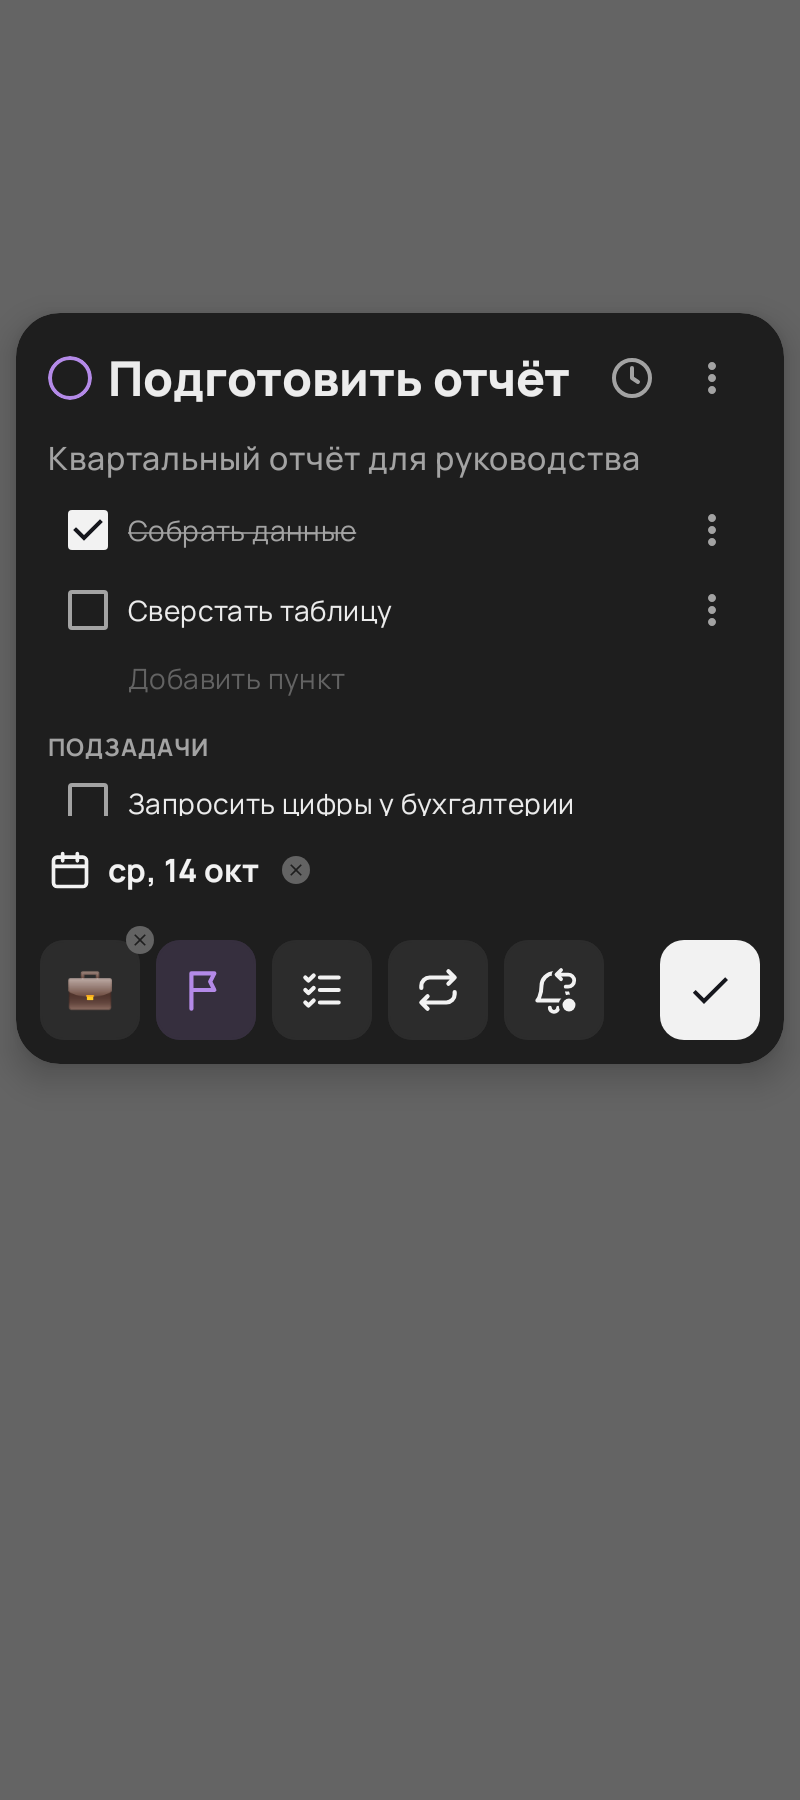 Подготовить отчёт
Квартальный отчёт для руководства
Собрать данные
Сверстать таблицу
Добавить пункт
ПОДЗАДАЧИ
Запросить цифры у бухгалтерии
ср, 14 окт